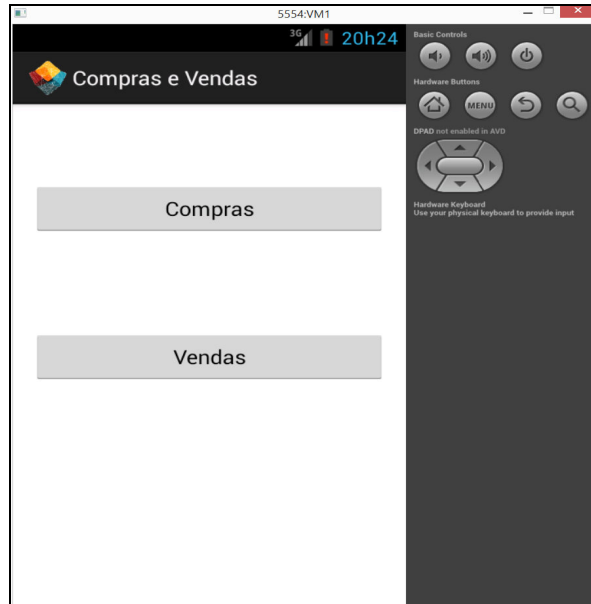 5554:VM1
3G 20h24
Compras e Vendas
Compras
Vendas
Basic Controls
Hardware Buttons
MENU
DPAD not enabled in AVD
Hardware Keyboard
Use your physical keyboard to provide input